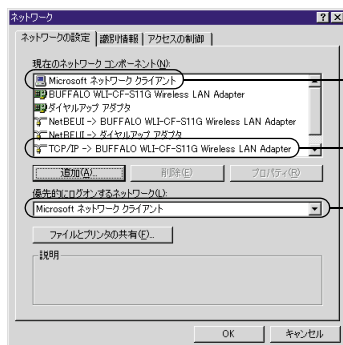 ネットワーク
ネットワークの設定 識別情報 アクセスの制御
現在のネットワーク コンポーネント(N):
Microsoft ネットワーク クライアント
BUFFALO WLI-CF-S11G Wireless LAN Adapter
ダイヤルアップ アダプタ
NetBEUI -> BUFFALO WLI-CF-S11G Wireless LAN Adapter
NetBEUI -> ダイヤルアップ アダプタ
TCP/IP -> BUFFALO WLI-CF-S11G Wireless LAN Adapter
追加(A)... 削除(E) プロパティ(R)
優先的にログオンするネットワーク(L):
Microsoft ネットワーク クライアント
ファイルとプリンタの共有(F)...
説明
OK キャンセル